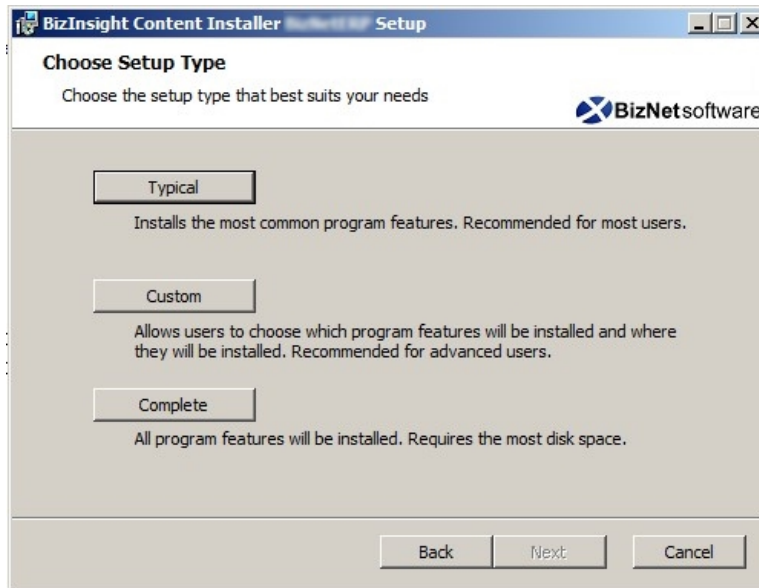 BizInsight Content Installer Setup
Choose Setup Type
Choose the setup type that best suits your needs
BizNetsoftware
Typical
Installs the most common program features. Recommended for most users.
Custom
Allows users to choose which program features will be installed and where
they will be installed. Recommended for advanced users.
Complete
All program features will be installed. Requires the most disk space.
Back
Next
Cancel